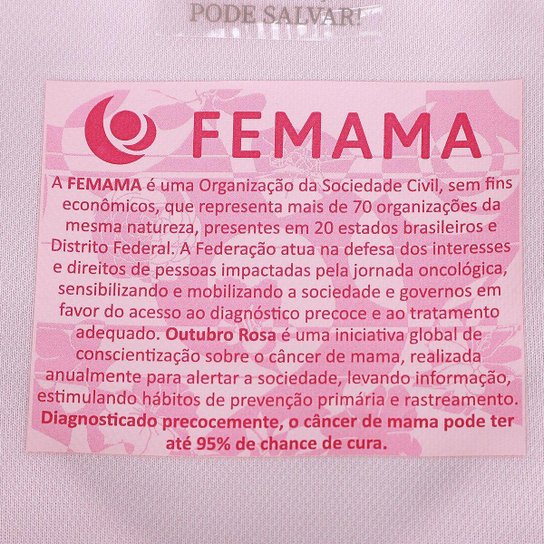 PODE SALVAR!
FEMAMA
A FEMAMA é uma Organização da Sociedade Civil, sem fins
econômicos, que representa mais de 70 organizações da
mesma natureza, presentes em 20 estados brasileiros e
Distrito Federal. A Federação atua na defesa dos interesses
e direitos de pessoas impactadas pela jornada oncológica,
sensibilizando e mobilizando a sociedade e governos em
favor do acesso ao diagnóstico precoce e ao tratamento
adequado. Outubro Rosa é uma iniciativa global de
conscientização sobre o câncer de mama, realizada
anualmente para alertar a sociedade, levando informação,
estimulando hábitos de prevenção primária e rastreamento.
Diagnosticado precocemente, o câncer de mama pode ter
até 95% de chance de cura.